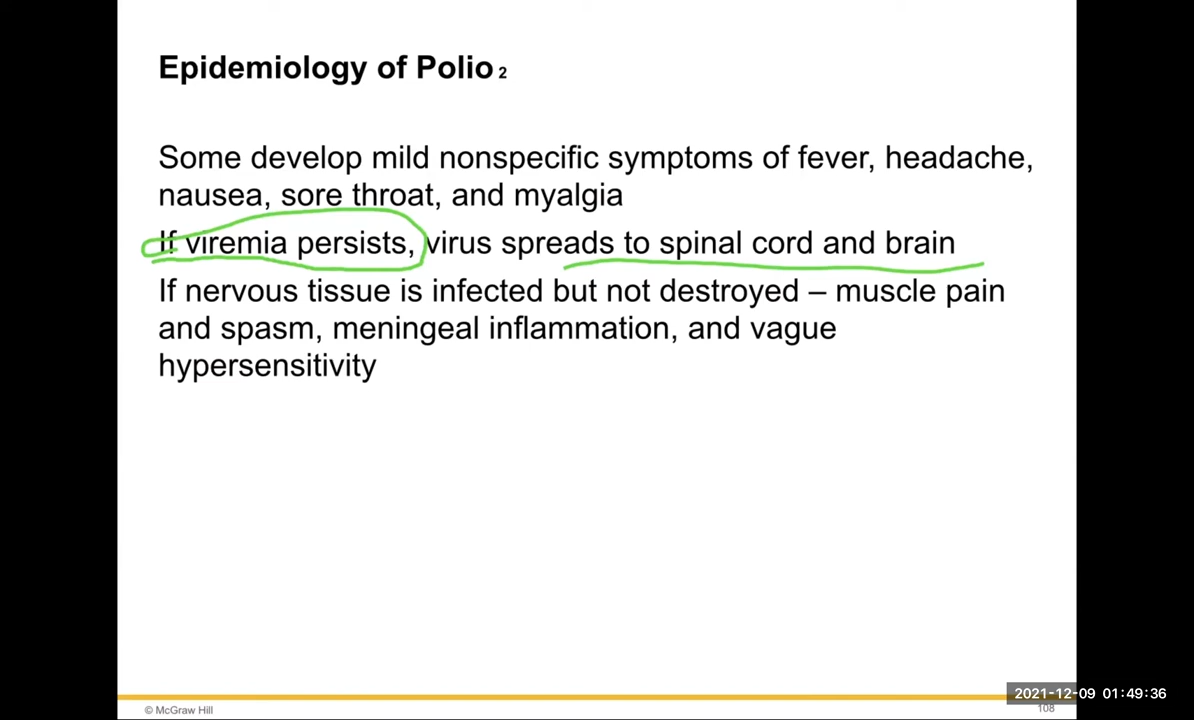 Epidemiology of Polio 2
Some develop mild nonspecific symptoms of fever, headache,
nausea, sore throat, and myalgia
If viremia persists, virus spreads to spinal cord and brain
If nervous tissue is infected but not destroyed – muscle pain
and spasm, meningeal inflammation, and vague
hypersensitivity
2021-12-09 01:49:36
© McGraw Hill
108